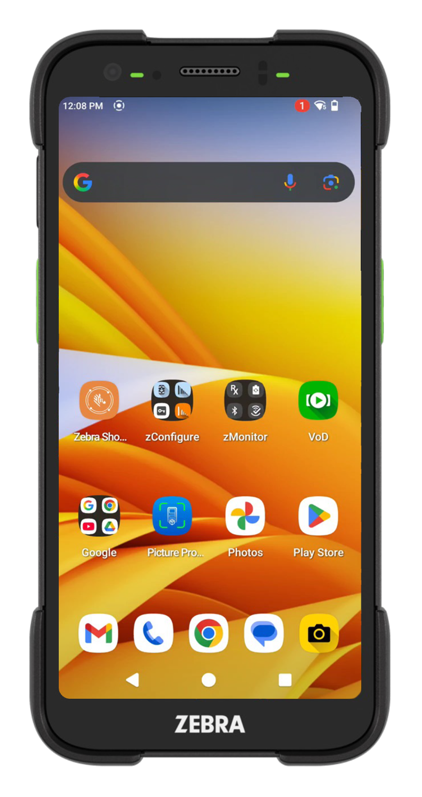 12:08 PM 1
Zebra Sho... zConfigure zMonitor VoD
Google Picture Pro... Photos Play Store
ZEBRA